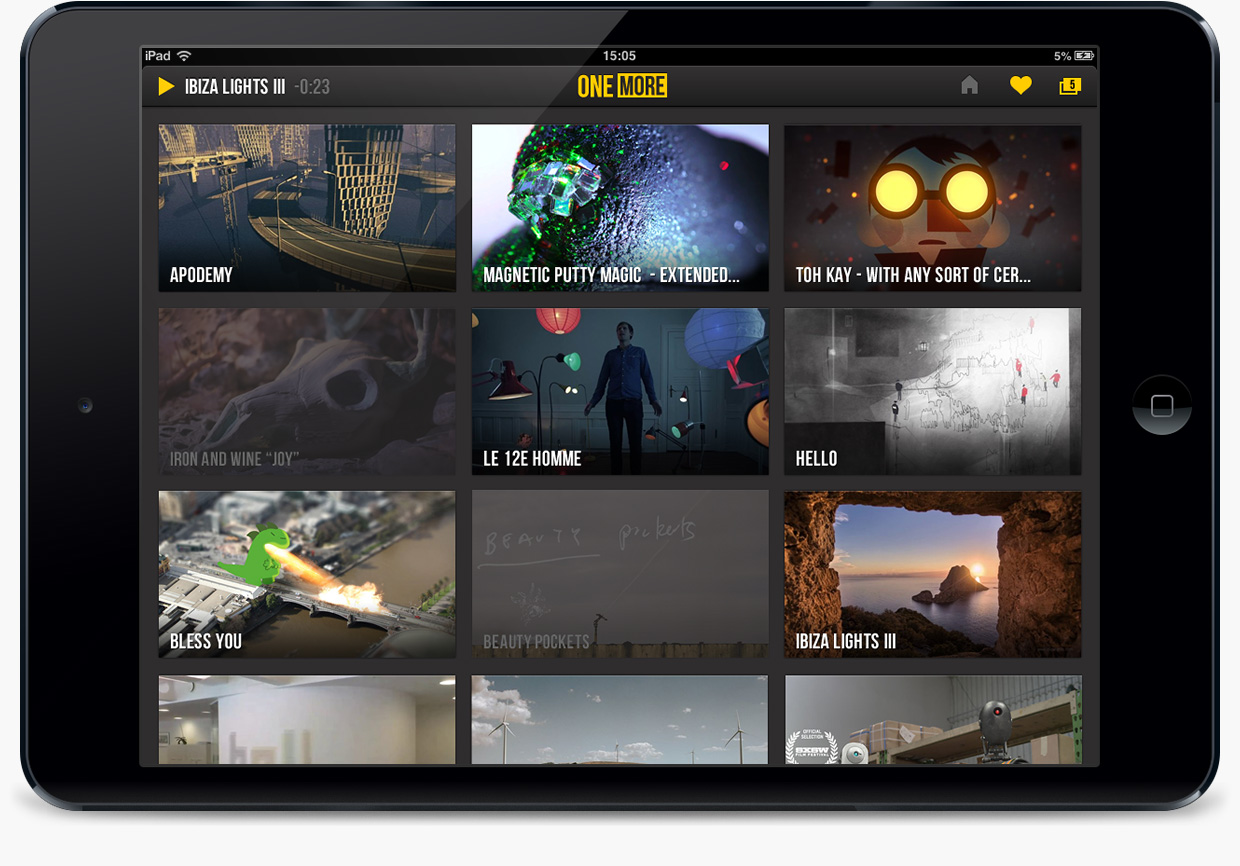 iPad 15:05 5%
IBIZA LIGHTS III -0:23 ONE MORE 5
APODEMY
MAGNETIC PUTTY MAGIC - EXTENDED...
TOH KAY - WITH ANY SORT OF CER...
IRON AND WINE “JOY”
LE 12E HOMME
HELLO
BEAUTY pockets
BLESS YOU
BEAUTY POCKETS
IBIZA LIGHTS III
OFFICIAL
SELECTION
SXSW
FILM FESTIVAL